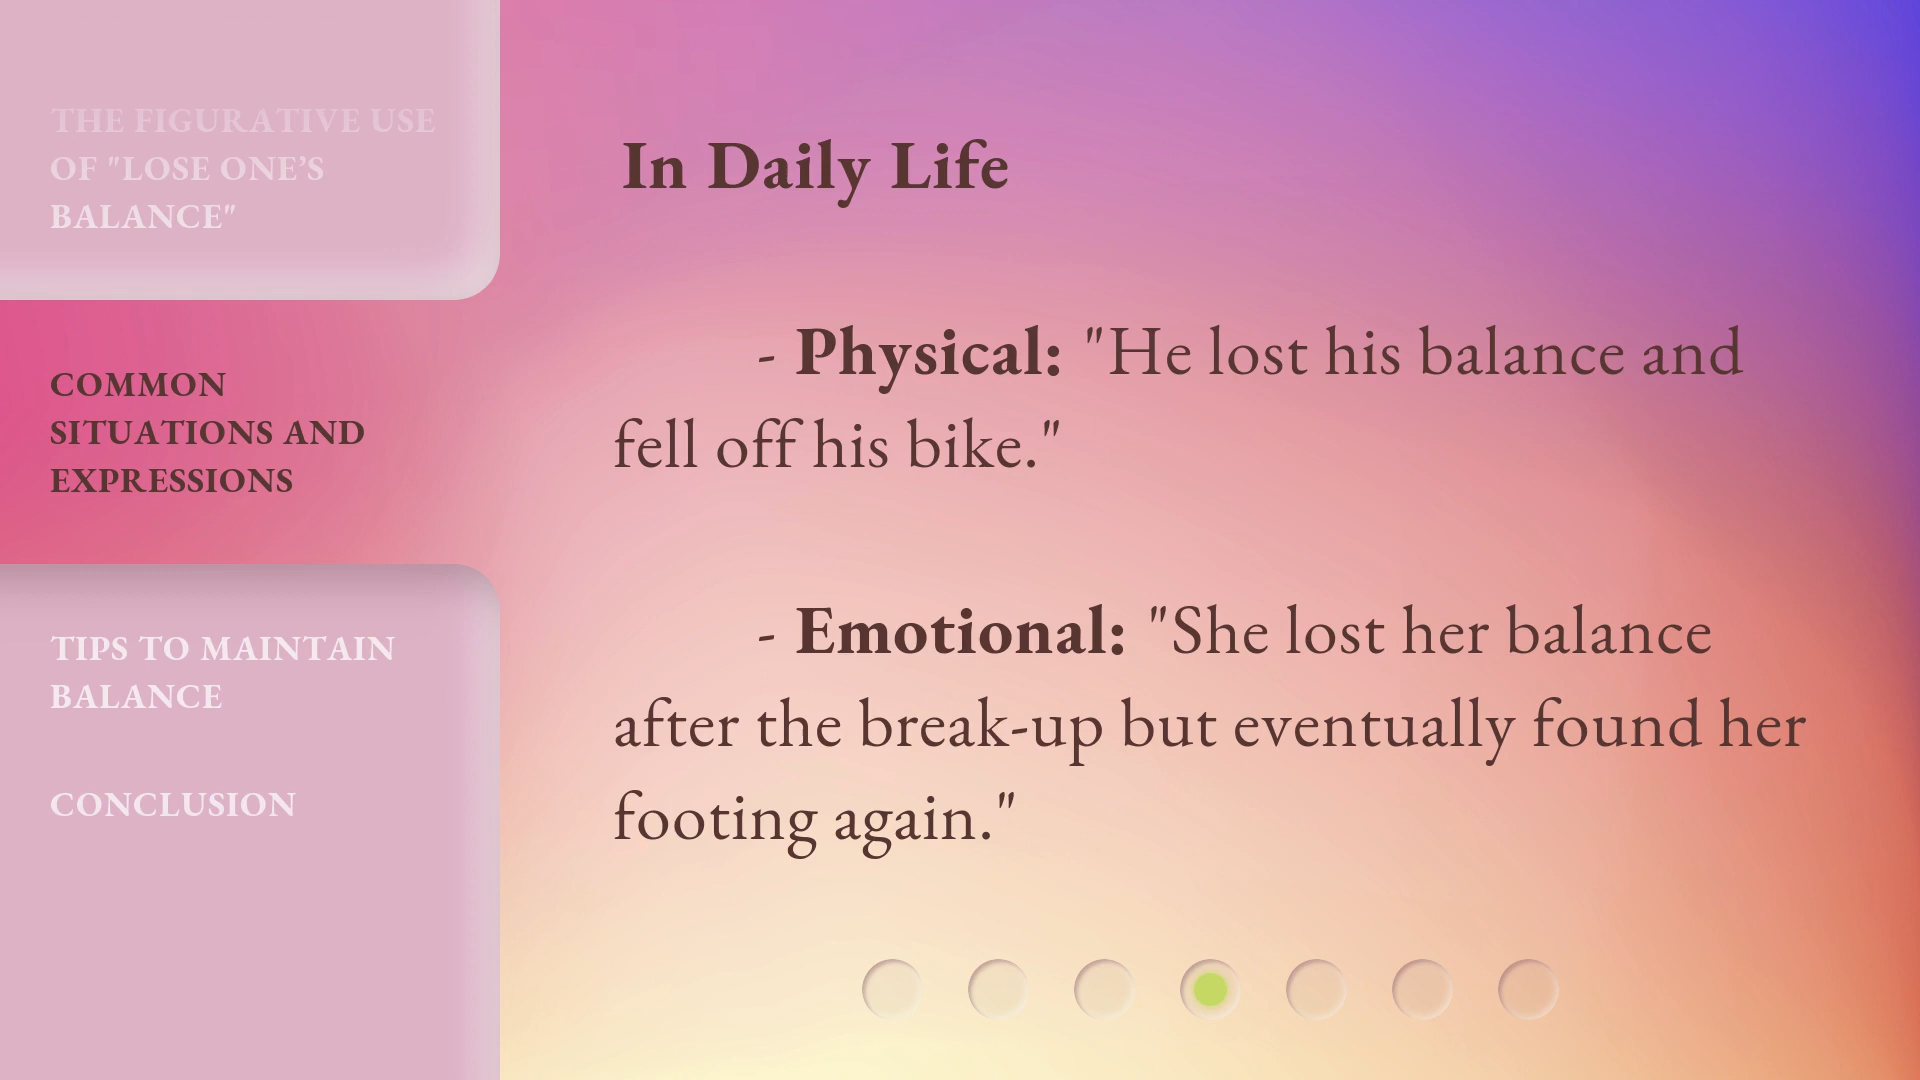 THE FIGURATIVE USE
OF "LOSE ONE’S
BALANCE"
COMMON
SITUATIONS AND
EXPRESSIONS
TIPS TO MAINTAIN
BALANCE
CONCLUSION
In Daily Life
- Physical: "He lost his balance and
fell off his bike."
- Emotional: "She lost her balance
after the break-up but eventually found her
footing again."